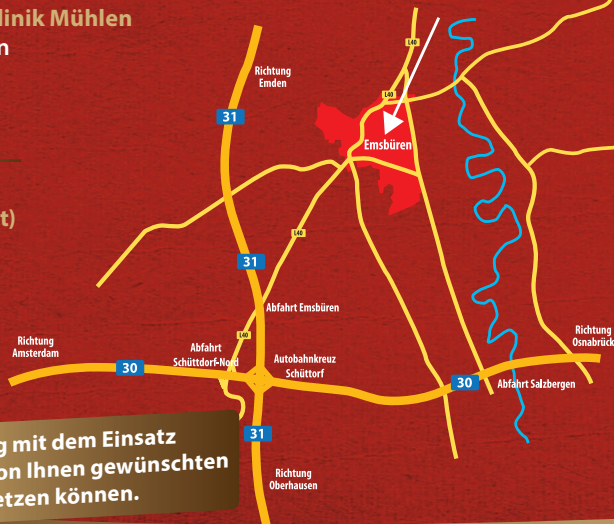 linik Mühlen
n
t)
Richtung
Emden
31
L40
L40
Emsbüren
L40
31
Abfahrt Emsbüren
L40
Richtung
Amsterdam
30
Abfahrt
Schüttdorf-Nord
Autobahnkreuz
Schüttorf
30
Abfahrt Salzbergen
Richtung
Osnabrück
31
Richtung
Oberhausen
g mit dem Einsatz
on Ihnen gewünschten
etzen können.